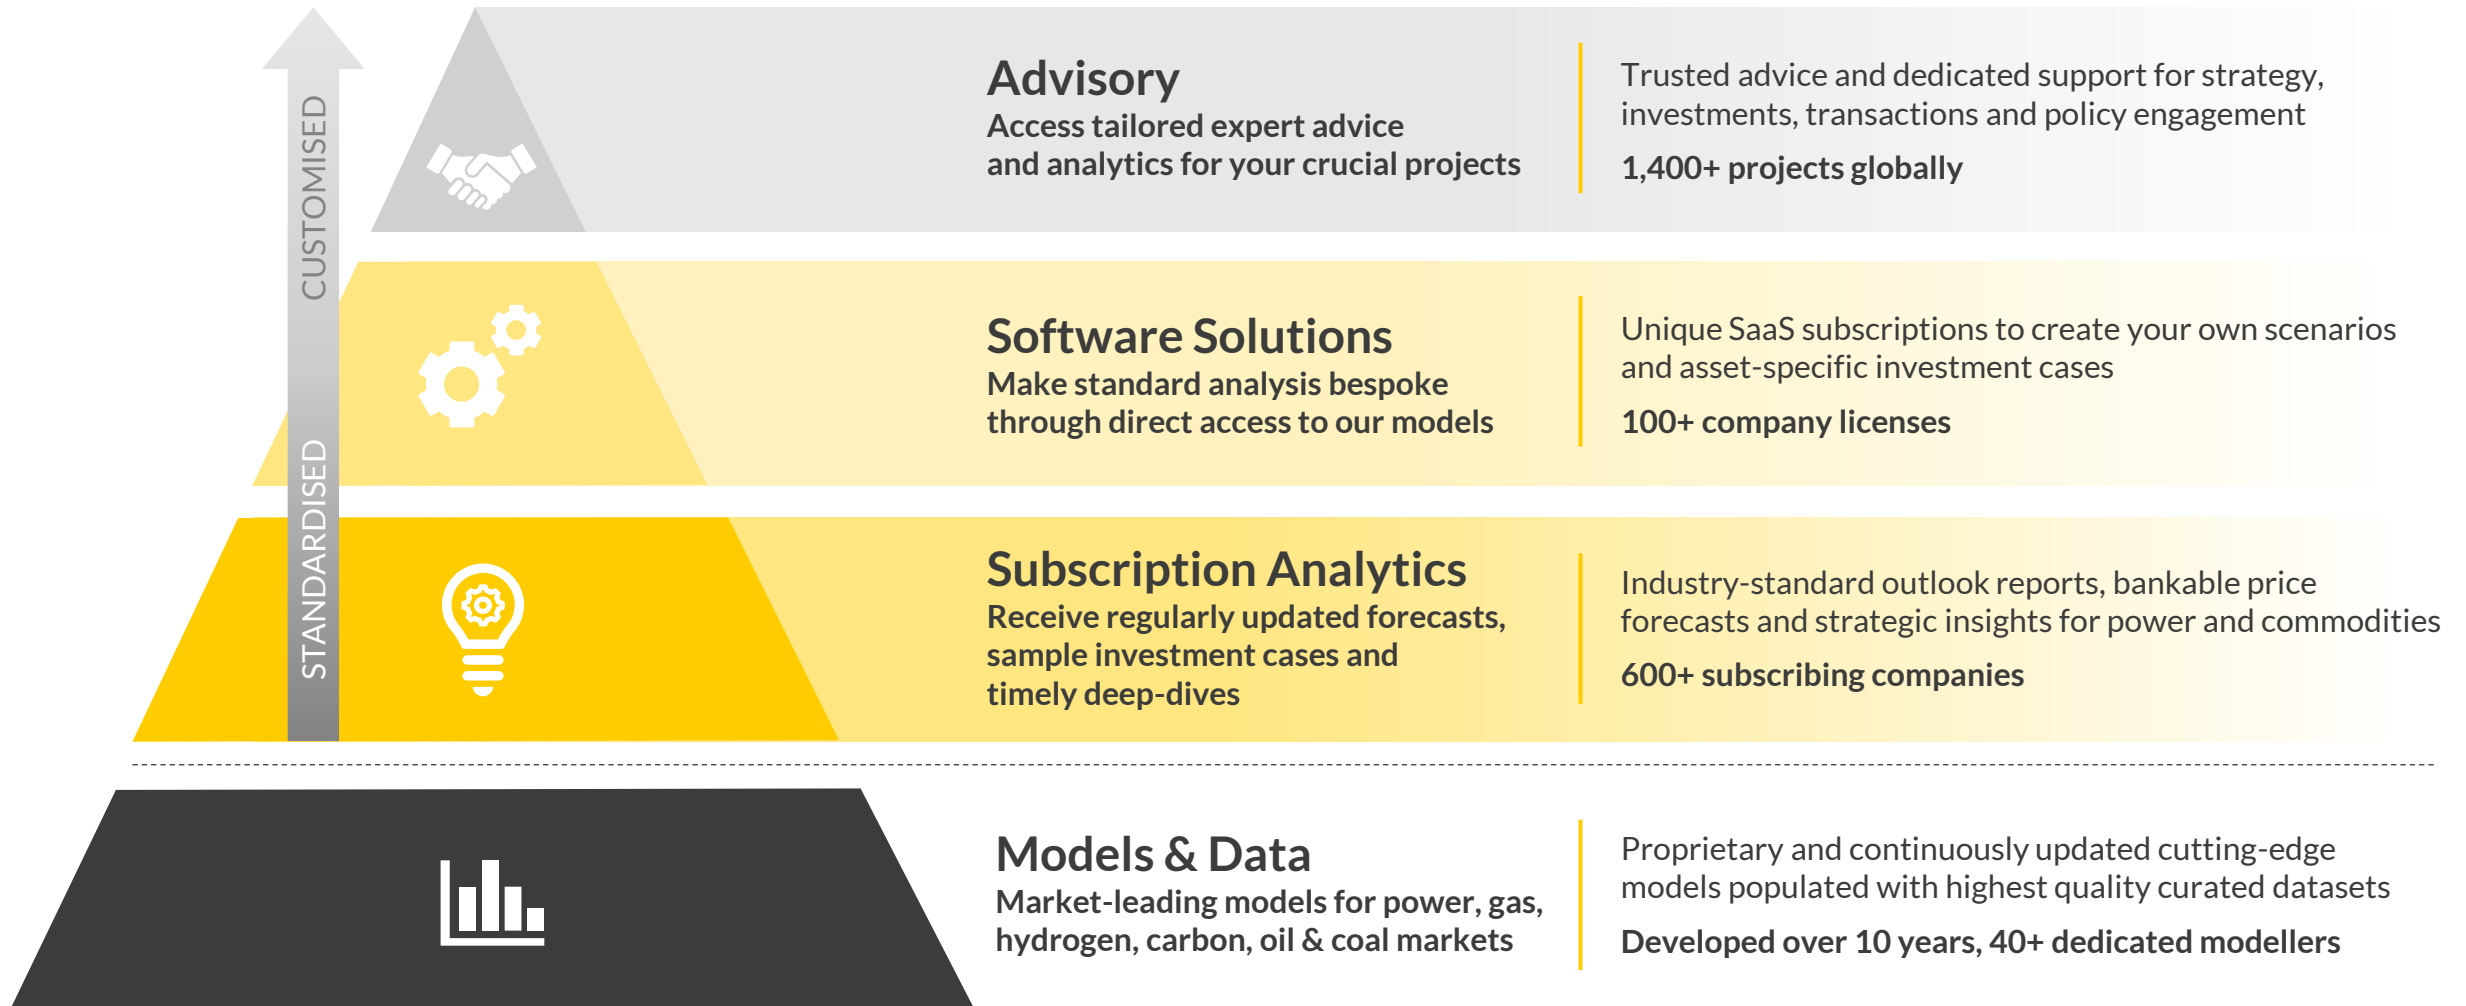 CUSTOMISED
STANDARDISED
Advisory
Access tailored expert advice
and analytics for your crucial projects
Trusted advice and dedicated support for strategy,
investments, transactions and policy engagement
1,400+ projects globally
Software Solutions
Make standard analysis bespoke
through direct access to our models
Unique SaaS subscriptions to create your own scenarios
and asset-specific investment cases
100+ company licenses
Subscription Analytics
Receive regularly updated forecasts,
sample investment cases and
timely deep-dives
Industry-standard outlook reports, bankable price
forecasts and strategic insights for power and commodities
600+ subscribing companies
Models & Data
Market-leading models for power, gas,
hydrogen, carbon, oil & coal markets
Proprietary and continuously updated cutting-edge
models populated with highest quality curated datasets
Developed over 10 years, 40+ dedicated modellers